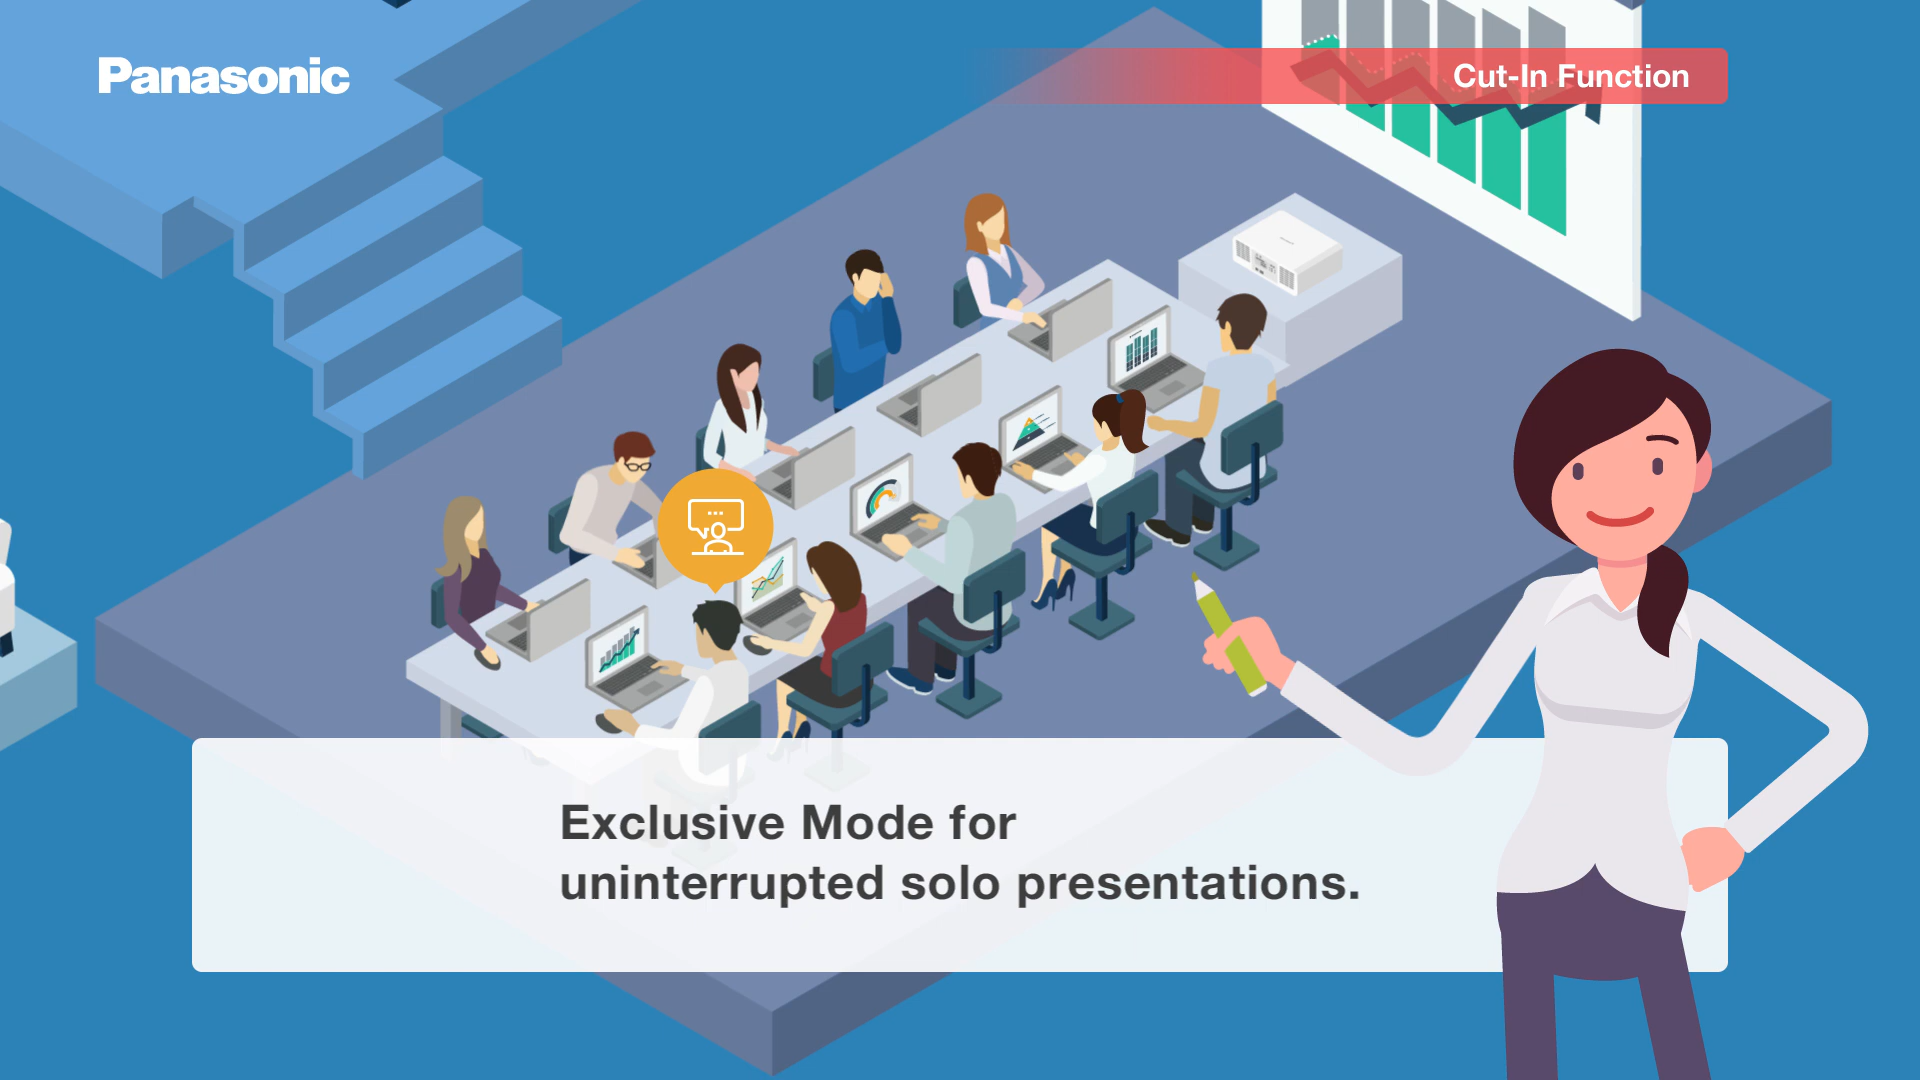 Panasonic
Cut-In Function
Exclusive Mode for
uninterrupted solo presentations.